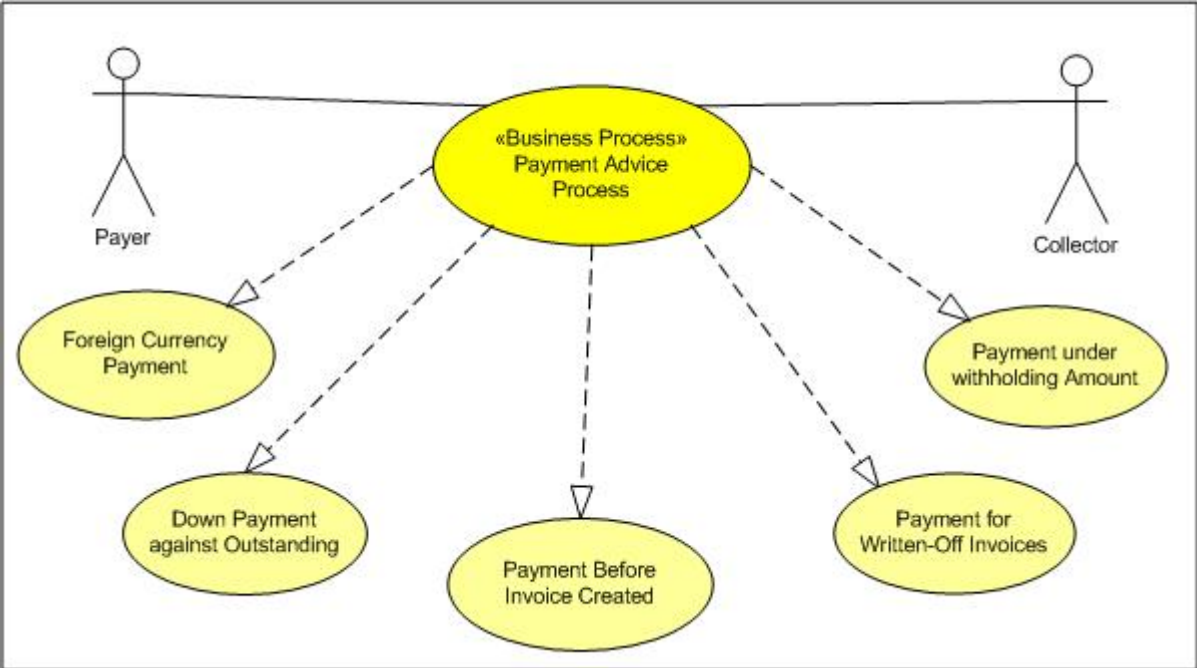 «Business Process»
Payment Advice
Process
Payer
Collector
Foreign Currency
Payment
Payment under
withholding Amount
Down Payment
against Outstanding
Payment for
Written-Off Invoices
Payment Before
Invoice Created